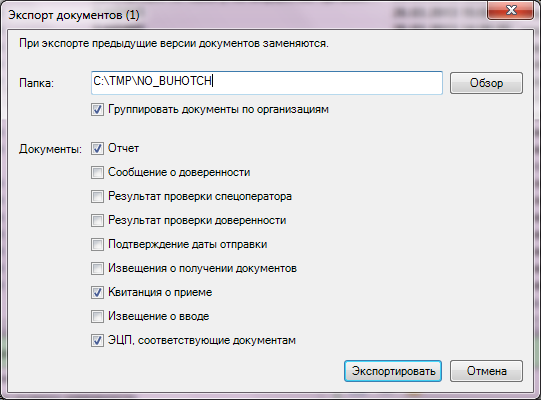 Экспорт документов (1)
При экспорте предыдущие версии документов заменяются.
Папка: C:\TMP\NO_BUHOTCH Обзор
Группировать документы по организациям
Документы: Отчет
Сообщение о доверенности
Результат проверки спецоператора
Результат проверки доверенности
Подтверждение даты отправки
Извещения о получении документов
Квитанция о приеме
Извещение о вводе
ЭЦП, соответствующие документам
Экспортировать Отмена